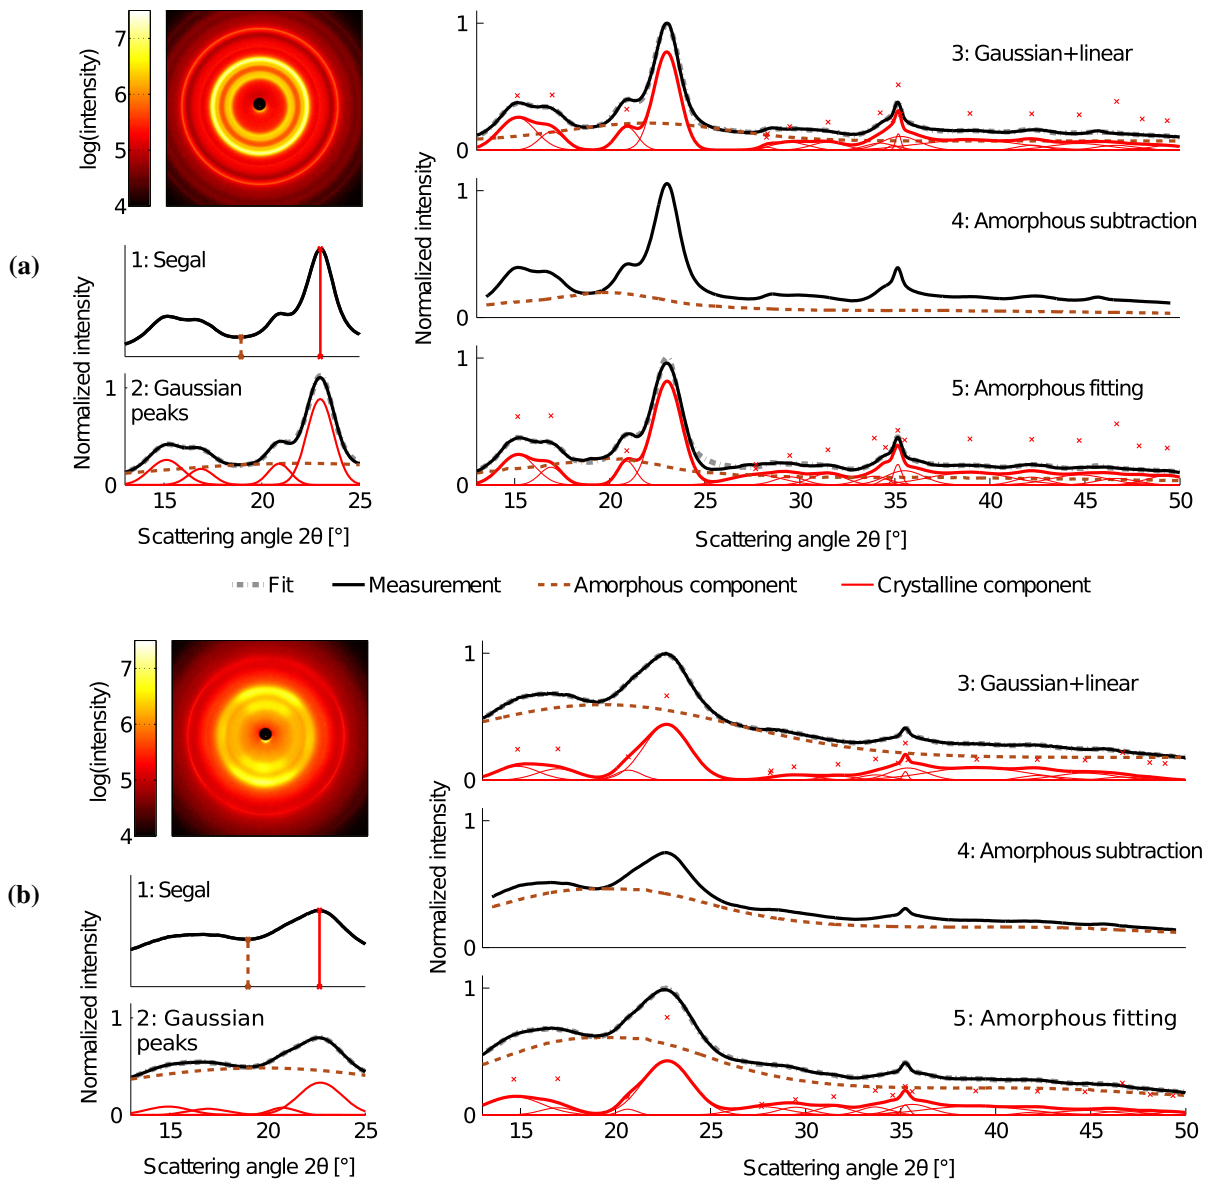 (a)
log(intensity)
7
6
5
4
1: Segal
Normalized intensity
2: Gaussian
peaks
1
0
15 20 25
Scattering angle 2θ [°]
Normalized intensity
3: Gaussian+linear
1
0
4: Amorphous subtraction
1
0
5: Amorphous fitting
1
0
15 20 25 30 35 40 45 50
Scattering angle 2θ [°]
Fit Measurement Amorphous component Crystalline component
(b)
log(intensity)
7
6
5
4
1: Segal
Normalized intensity
2: Gaussian
peaks
1
0
15 20 25
Scattering angle 2θ [°]
Normalized intensity
3: Gaussian+linear
1
0
4: Amorphous subtraction
1
0
5: Amorphous fitting
1
0
15 20 25 30 35 40 45 50
Scattering angle 2θ [°]